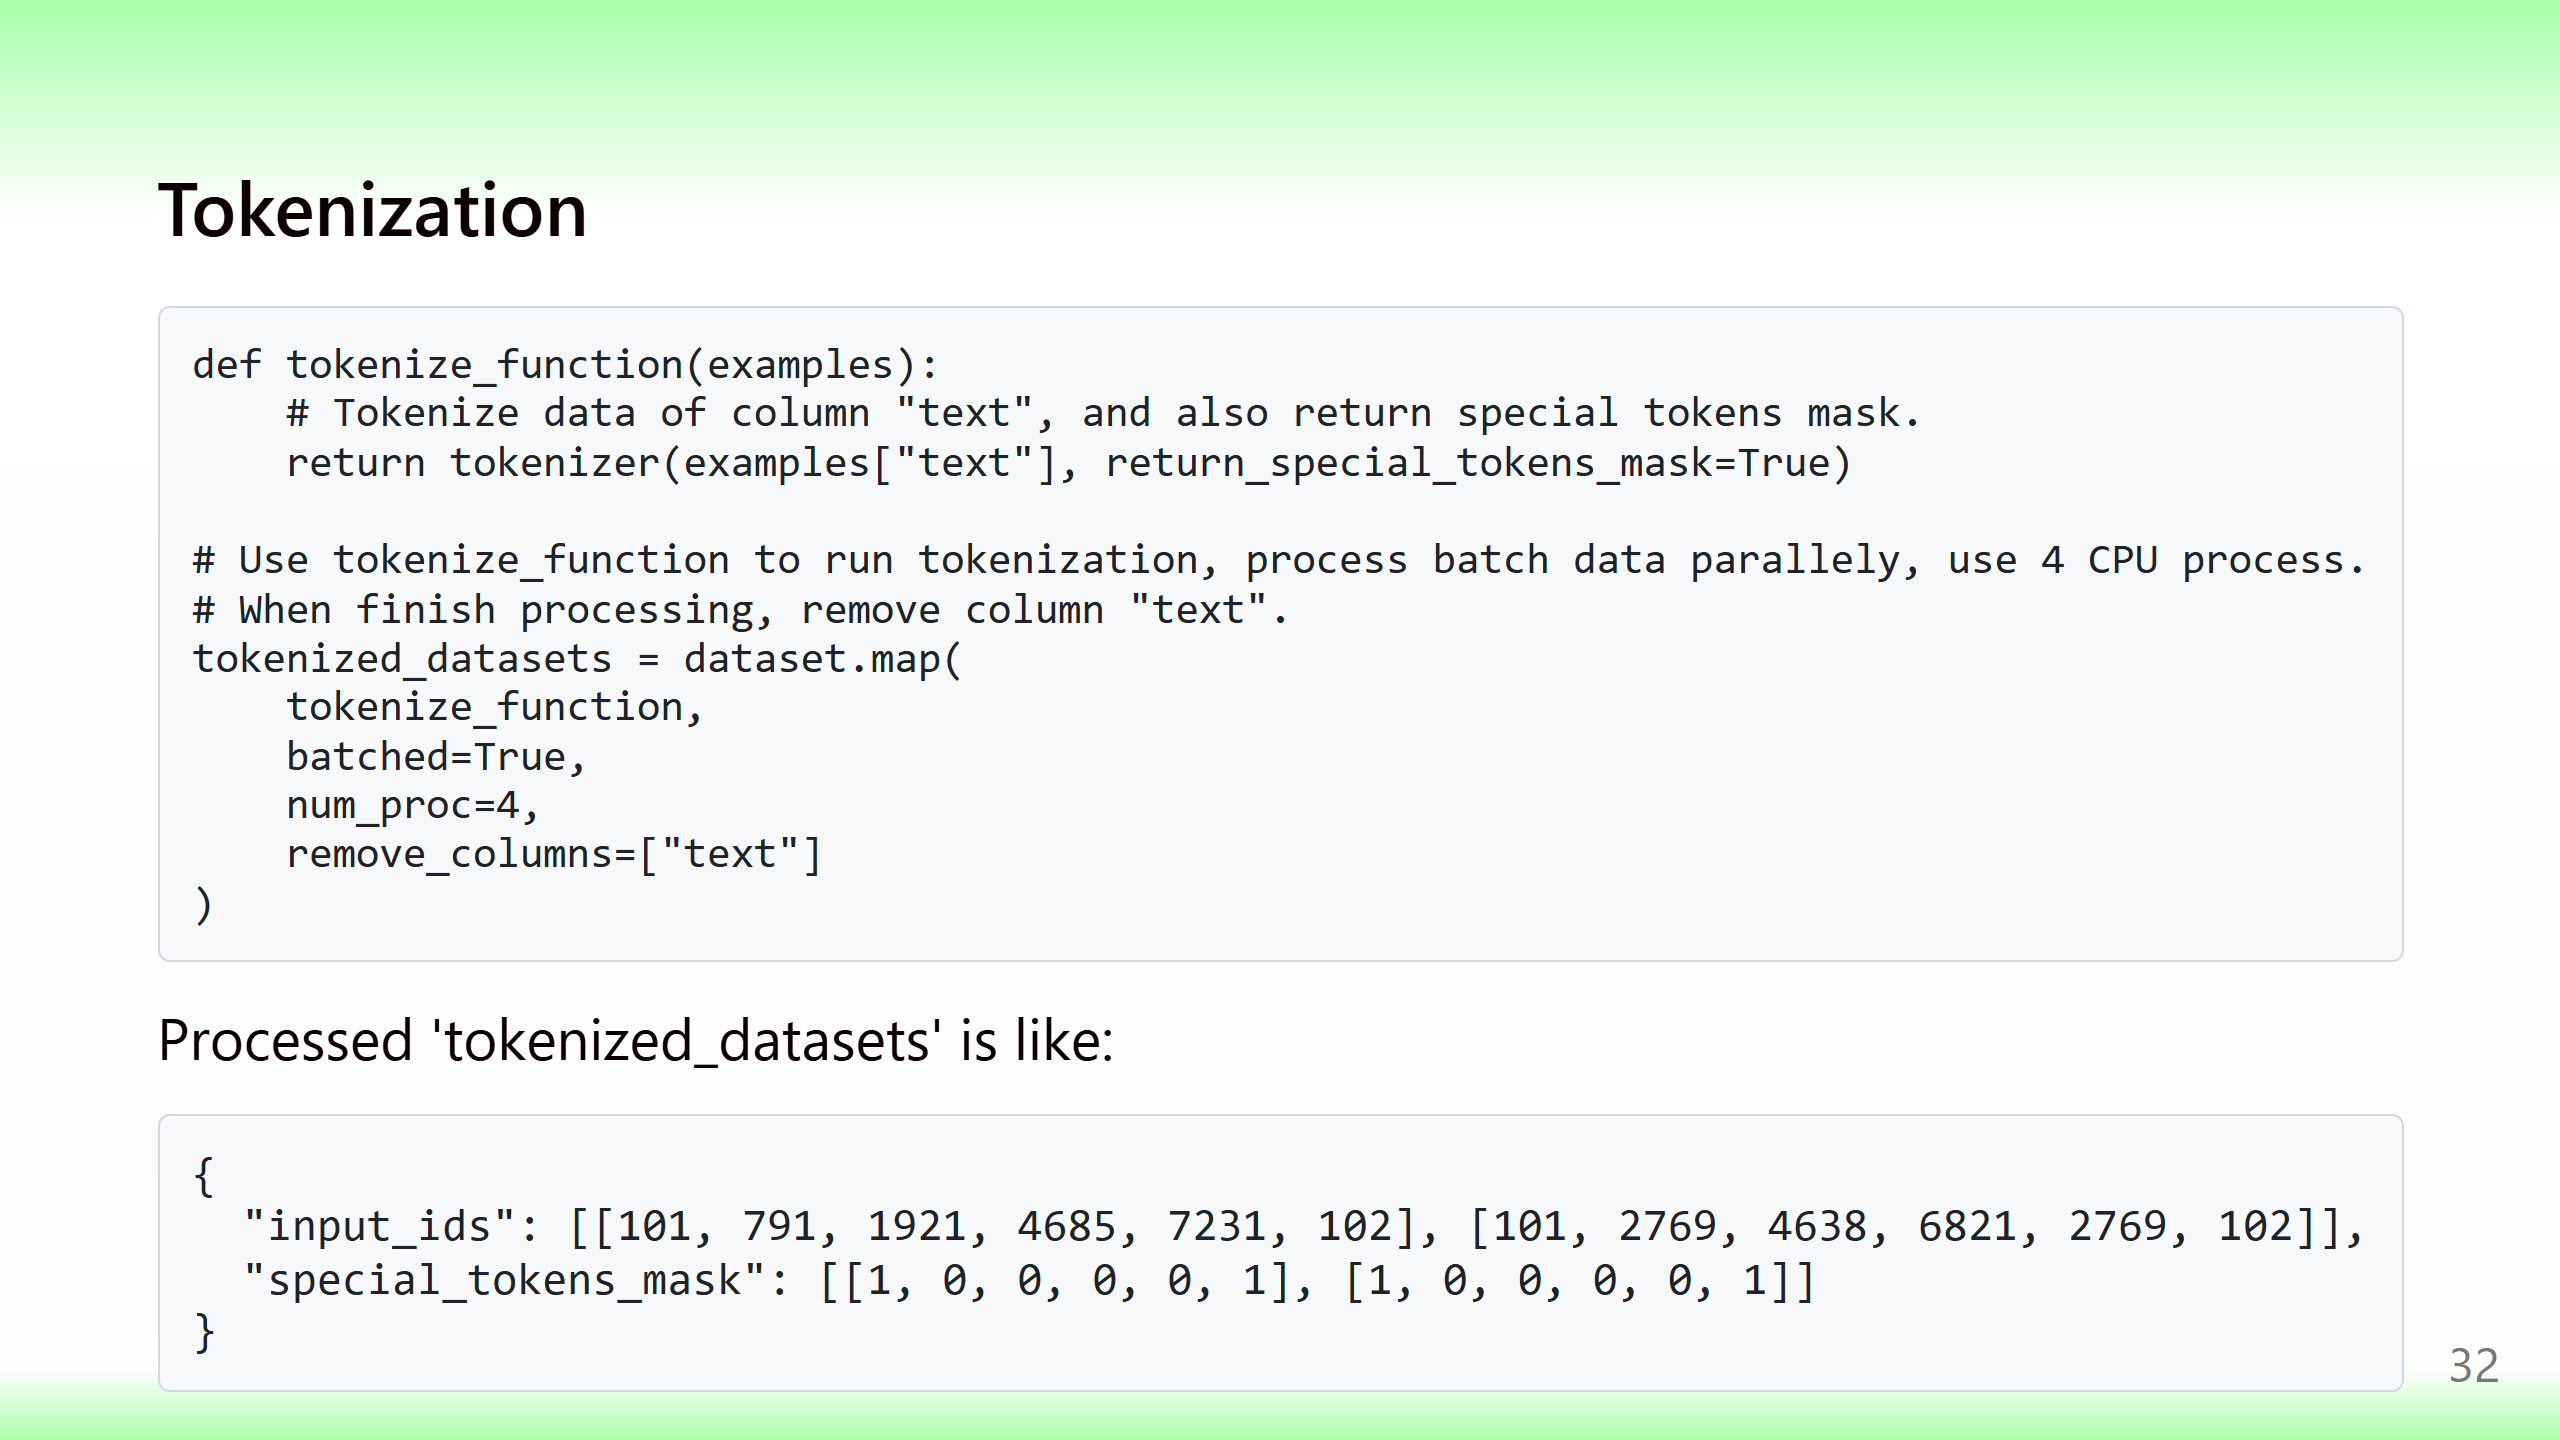 Tokenization
def tokenize_function(examples):
    # Tokenize data of column "text", and also return special tokens mask.
    return tokenizer(examples["text"], return_special_tokens_mask=True)
# Use tokenize_function to run tokenization, process batch data parallely, use 4 CPU process.
# When finish processing, remove column "text".
tokenized_datasets = dataset.map(
    tokenize_function,
    batched=True,
    num_proc=4,
    remove_columns=["text"]
)
Processed 'tokenized_datasets' is like:
{
  "input_ids": [[101, 791, 1921, 4685, 7231, 102], [101, 2769, 4638, 6821, 2769, 102]],
  "special_tokens_mask": [[1, 0, 0, 0, 0, 1], [1, 0, 0, 0, 0, 1]]
}
32